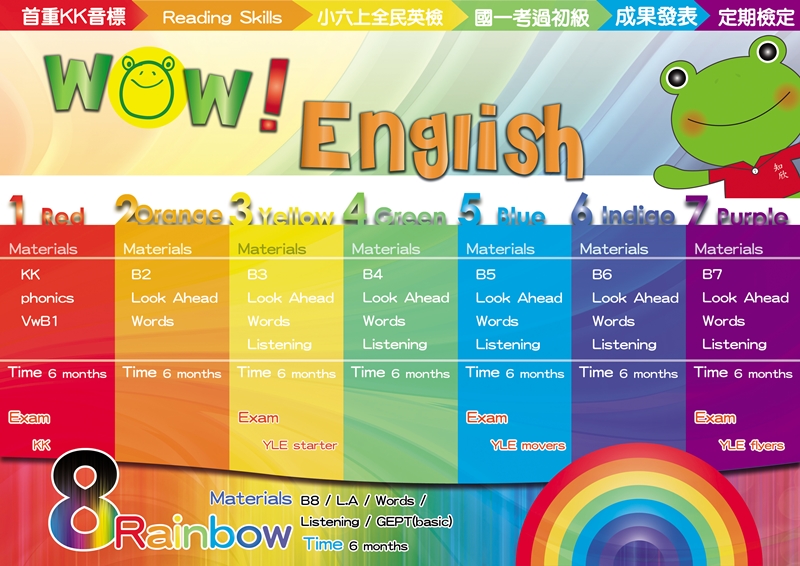 首重KK音標
Reading Skills
小六上全民英檢
國一考過初級
成果發表
定期檢定
WOW!
English
知欣
1 Red
Materials
KK
phonics
VwB1
Time 6 months
Exam
KK
2 Orange
Materials
B2
Look Ahead
Words
Time 6 months
3 Yellow
Materials
B3
Look Ahead
Words
Listening
Time 6 months
Exam
YLE starter
4 Green
Materials
B4
Look Ahead
Words
Listening
Time 6 months
5 Blue
Materials
B5
Look Ahead
Words
Listening
Time 6 months
Exam
YLE movers
6 Indigo
Materials
B6
Look Ahead
Words
Listening
Time 6 months
7 Purple
Materials
B7
Look Ahead
Words
Listening
Time 6 months
Exam
YLE flyers
8 Rainbow
Materials B8 / L.A / Words /
Listening / GEPT(basic)
Time 6 months